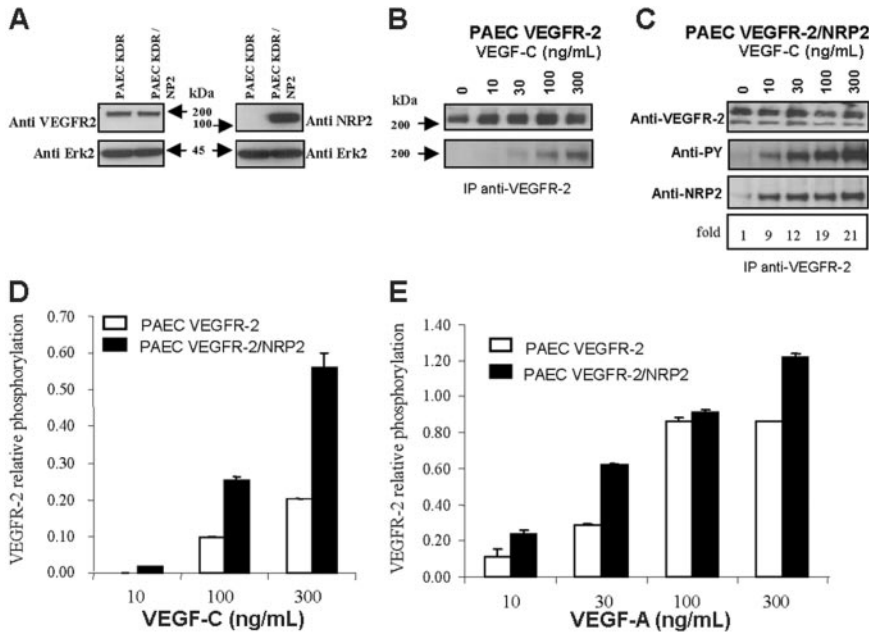 A
PAEC KDR
PAEC KDR /
NP2
kDa
PAEC KDR
PAEC KDR /
NP2
Anti VEGFR2
200
100
Anti NRP2
Anti Erk2
45
Anti Erk2
B
PAEC VEGFR-2
VEGF-C (ng/mL)
0 10 30 100 300
kDa
200
200
IP anti-VEGFR-2
C
PAEC VEGFR-2/NRP2
VEGF-C (ng/mL)
0 10 30 100 300
Anti-VEGFR-2
Anti-PY
Anti-NRP2
fold 1 9 12 19 21
IP anti-VEGFR-2
D
VEGFR-2 relative phosphorylation
0.70
0.60
0.50
0.40
0.30
0.20
0.10
0.00
PAEC VEGFR-2
PAEC VEGFR-2/NRP2
10 100 300
VEGF-C (ng/mL)
E
VEGFR-2 relative phosphorylation
1.40
1.20
1.00
0.80
0.60
0.40
0.20
0.00
PAEC VEGFR-2
PAEC VEGFR-2/NRP2
10 30 100 300
VEGF-A (ng/mL)